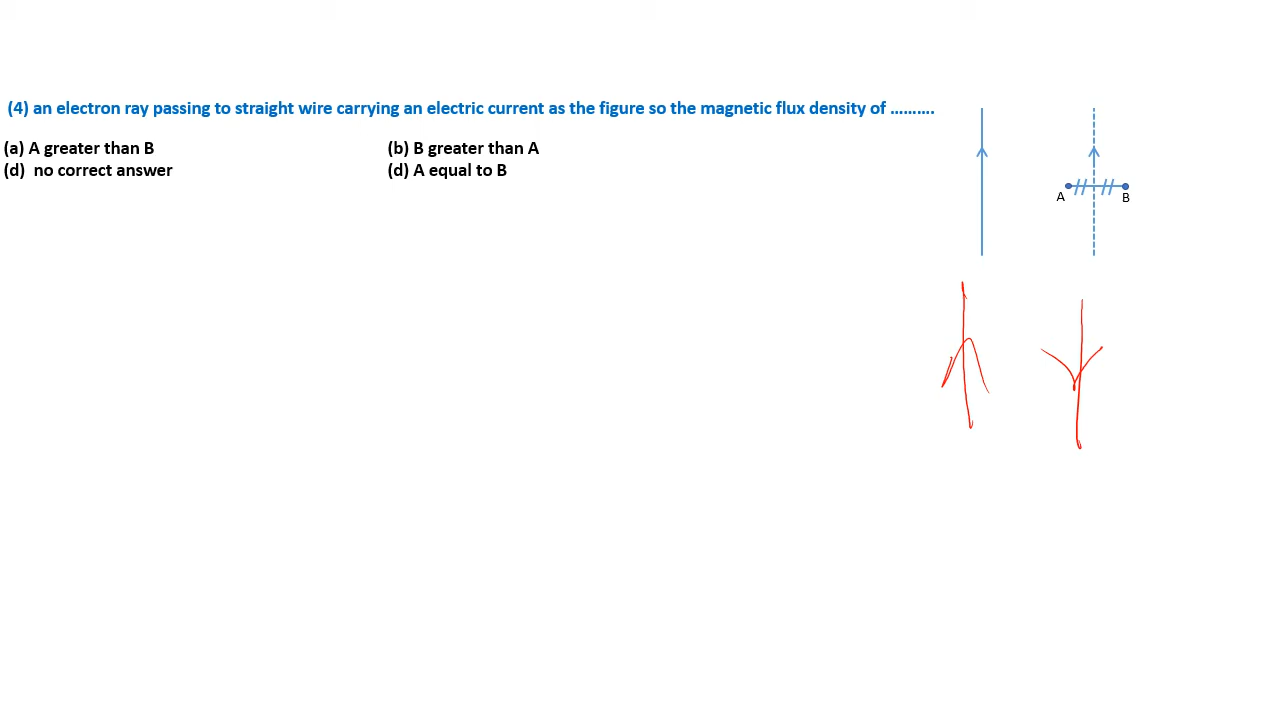 (4) an electron ray passing to straight wire carrying an electric current as the figure so the magnetic flux density of ..........
(a) A greater than B (b) B greater than A
(d) no correct answer (d) A equal to B
A B